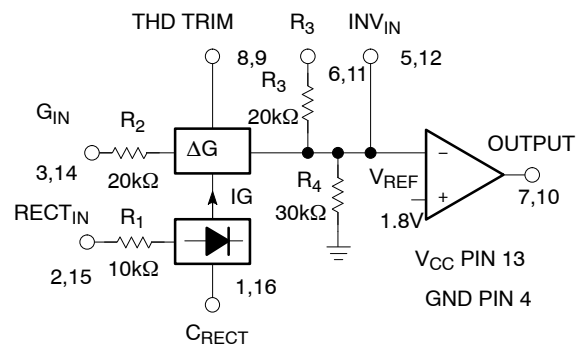 THD TRIM
R3
INVIN
8,9
6,11
5,12
R3
20kΩ
GIN
R2
ΔG
OUTPUT
3,14
20kΩ
IG
R4
VREF
7,10
RECTIN
R1
30kΩ
1.8V
2,15
10kΩ
1,16
VCC PIN 13
GND PIN 4
CRECT
−
+